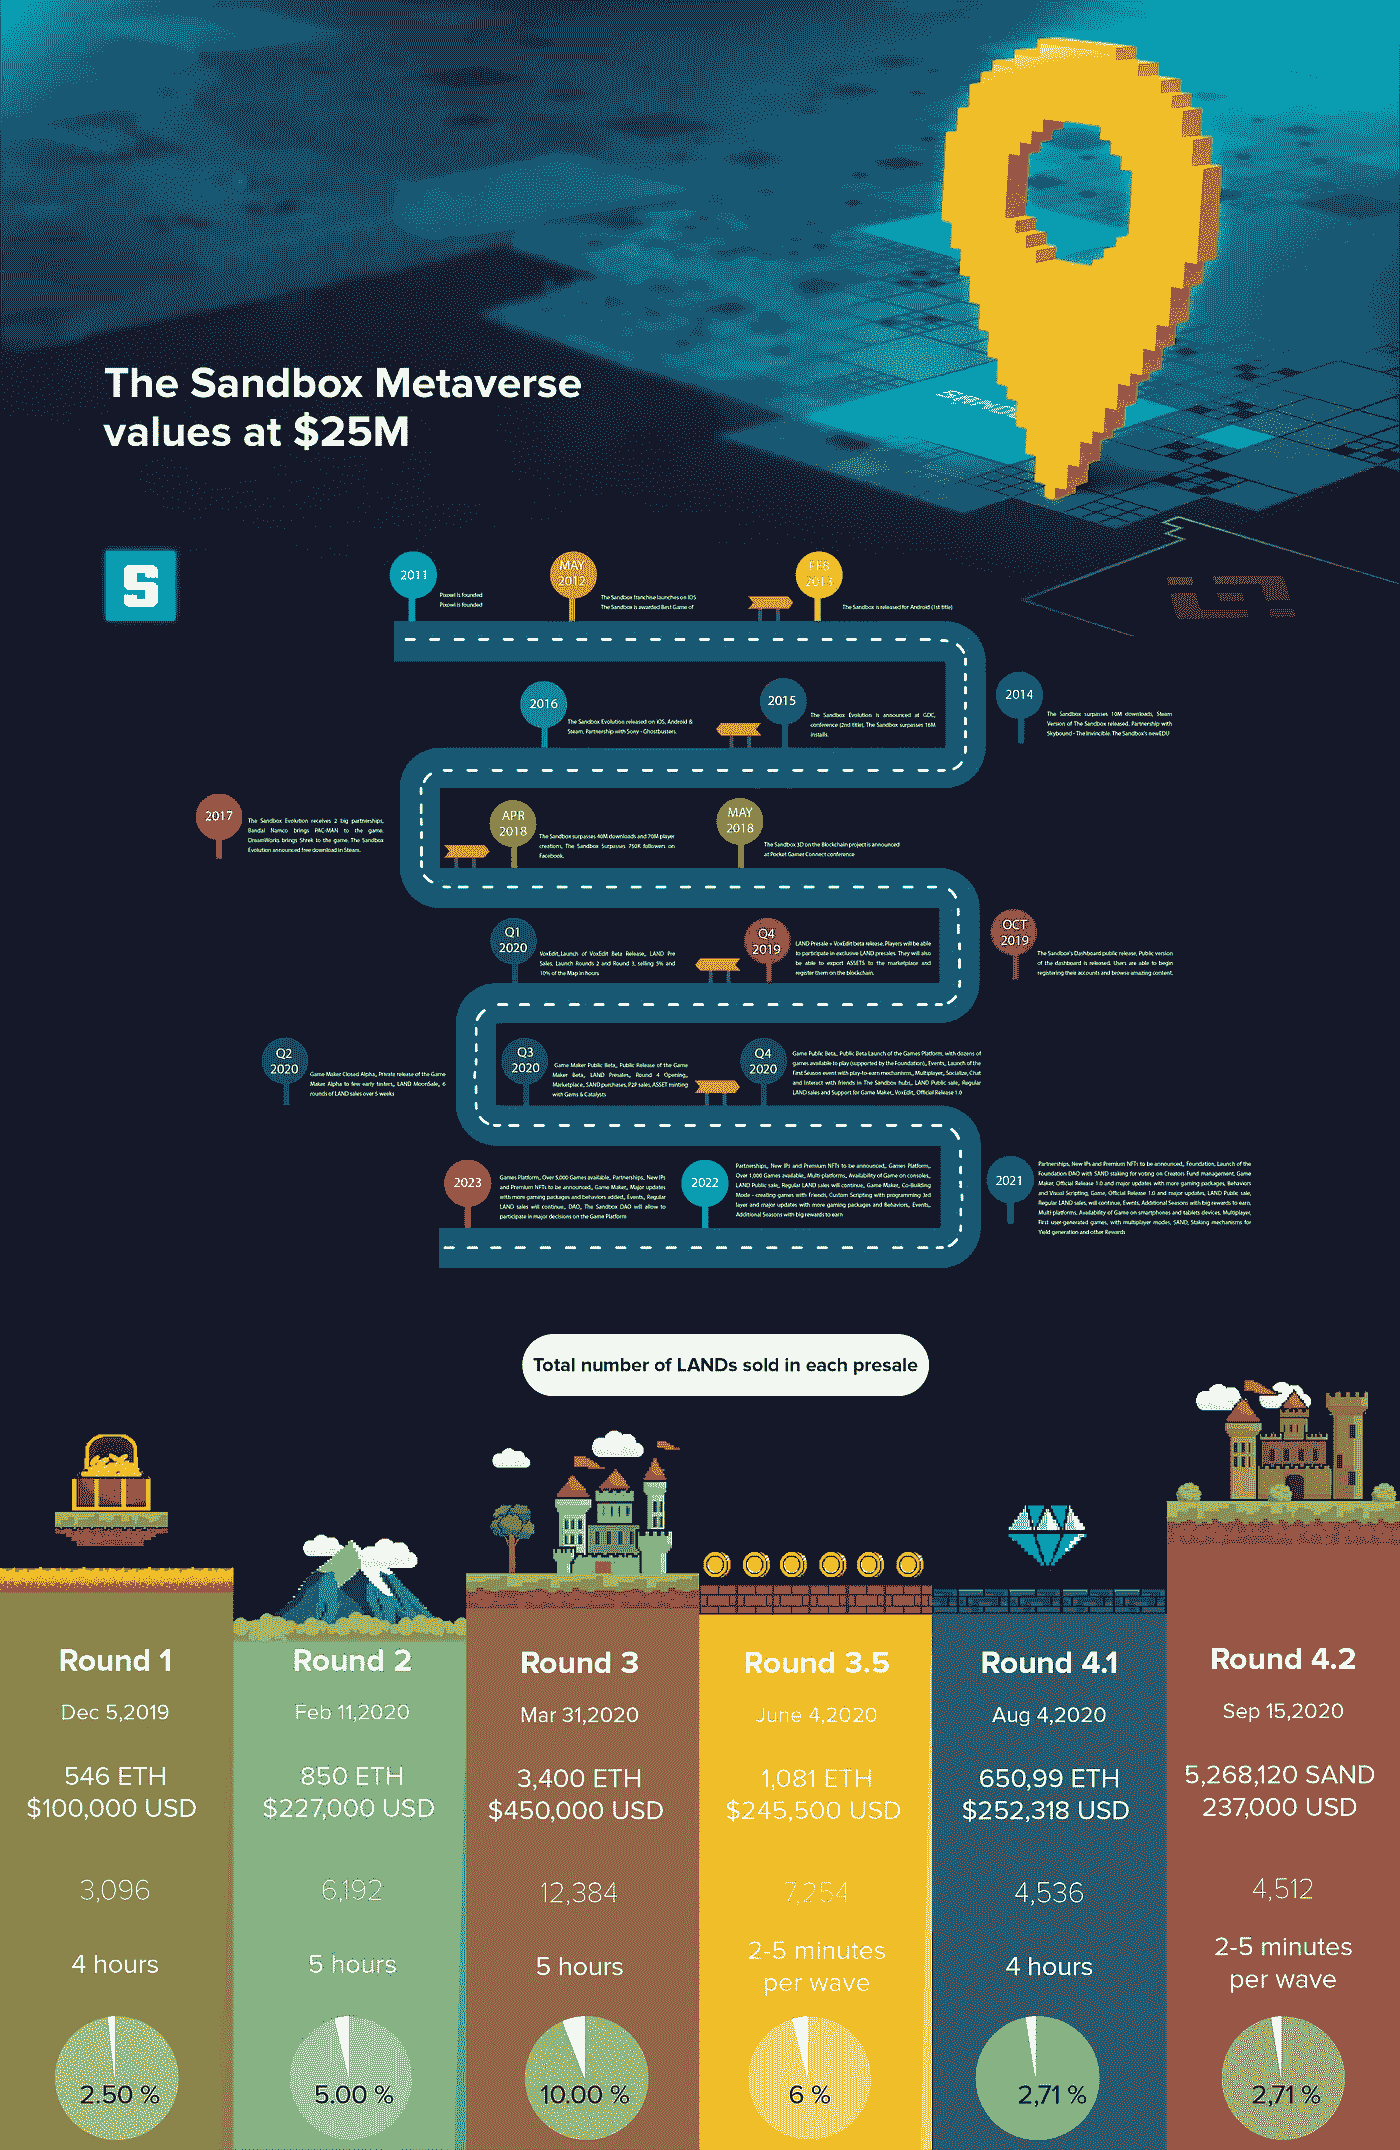 The Sandbox Metaverse
values at $25M
S
2011
Pixowl is founded
Pixowl is founded
MAY
2012
The Sandbox franchise launches on iOS
The Sandbox is awarded Best Game of
FEB
2013
The Sandbox is released for Android (1st title)
2014
The Sandbox surpasses 10M downloads, Steam
Version of The Sandbox released. Partnership with
Skybound - The Invincible. The Sandbox's newEDU
2015
The Sandbox Evolution is announced at GDC,
conference (2nd title), The Sandbox surpasses 16M
installs.
2016
The Sandbox Evolution released on iOS, Android &
Steam, Partnership with Sony - Ghostbusters.
2017
The Sandbox Evolution receives 2 big partnerships,
Bandai Namco brings PAC-MAN to the game.
DreamWorks brings Shrek to the game. The Sandbox
Evolution announced free download in Steam.
APR
2018
The Sandbox surpasses 40M downloads and 70M player
creations, The Sandbox Surpasses 750K followers on
Facebook.
MAY
2018
The Sandbox 3D on the Blockchain project is announced
at Pocket Games Connect conference
OCT
2019
The Sandbox's Dashboard public release, Public version
of the dashboard is released. Users are able to begin
registering their accounts and browse amazing content.
Q4
2019
LAND Presale + VoxEdit beta release, Players will be able
to participate in exclusive LAND presales. They will also
be able to export ASSETS to the marketplace and
register them on the blockchain.
Q1
2020
VoxEdit,,Launch of VoxEdit Beta Release,, LAND Pre
Sales, Launch Rounds 2 and Round 3, selling 5% and
10% of the Map in hours
Q2
2020
Game Maker Closed Alpha, Private release of the Game
Maker Alpha to few early testers,, LAND MoonSale, 6
rounds of LAND sales over 5 weeks
Q3
2020
Game Maker Public Beta, Public Release of the Game
Maker Beta, LAND Presales, Round 4 Opening,
Marketplace, SAND purchases, P2P sales, ASSET minting
with Gems & Catalysts
Q4
2020
Game Public Beta,, Public Beta Launch of the Games Platform, with dozens of
games available to play (supported by the Foundation),, Events, Launch of the
First Season event with play-to-earn mechanisms,, Multiplayer, Socialize, Chat
and Interact with friends in The Sandbox hubs,, LAND Public sale,, Regular
LAND sales and Support for Game Maker,, VoxEdit, Official Release 1.0
2021
Partnerships, New IPs and Premium NFTs to be announced,, Foundation, Launch of the
Foundation DAO with SAND staking for voting on Creators Fund management, Game
Maker, Official Release 1.0 and major updates with more gaming packages, Behaviors
and Visual Scripting, Game, Official Release 1.0 and major updates, LAND Public sale,
Regular LAND sales, will continue,, Events, Additional Seasons with big rewards to earn,
Multi-platforms, Availability of Game on smartphones and tablets devices, Multiplayer,
First user-generated games, with multiplayer modes, SAND, Staking mechanisms for
Yield generation and other Rewards
2022
Partnerships,, New IPs and Premium NFTs to be announced,, Games Platform,,
Over 1,000 Games available,, Multi-platforms, Availability of Game on consoles,,
LAND Public sale,, Regular LAND sales will continue,, Game Maker, Co-Building
Mode - creating games with friends, Custom Scripting with programming 3rd
layer and major updates with more gaming packages and Behaviors,, Events,,
Additional Seasons with big rewards to earn
2023
Games Platform,, Over 5,000 Games available,, Partnerships,, New IPs
and Premium NFTs to be announced,, Game Maker,, Major updates
with more gaming packages and behaviors added,, Events, Regular
LAND sales will continue,, DAO,, The Sandbox DAO will allow to
participate in major decisions on the Game Platform
Total number of LANDs sold in each presale
Round 1
Dec 5,2019
546 ETH
$100,000 USD
3,096
4 hours
2.50 %
Round 2
Feb 11,2020
850 ETH
$227,000 USD
6,192
5 hours
5.00 %
Round 3
Mar 31,2020
3,400 ETH
$450,000 USD
12,384
5 hours
10.00 %
Round 3.5
June 4,2020
1,081 ETH
$245,500 USD
7,254
2-5 minutes
per wave
6 %
Round 4.1
Aug 4,2020
650,99 ETH
$252,318 USD
4,536
4 hours
2,71 %
Round 4.2
Sep 15,2020
5,268,120 SAND
237,000 USD
4,512
2-5 minutes
per wave
2,71 %